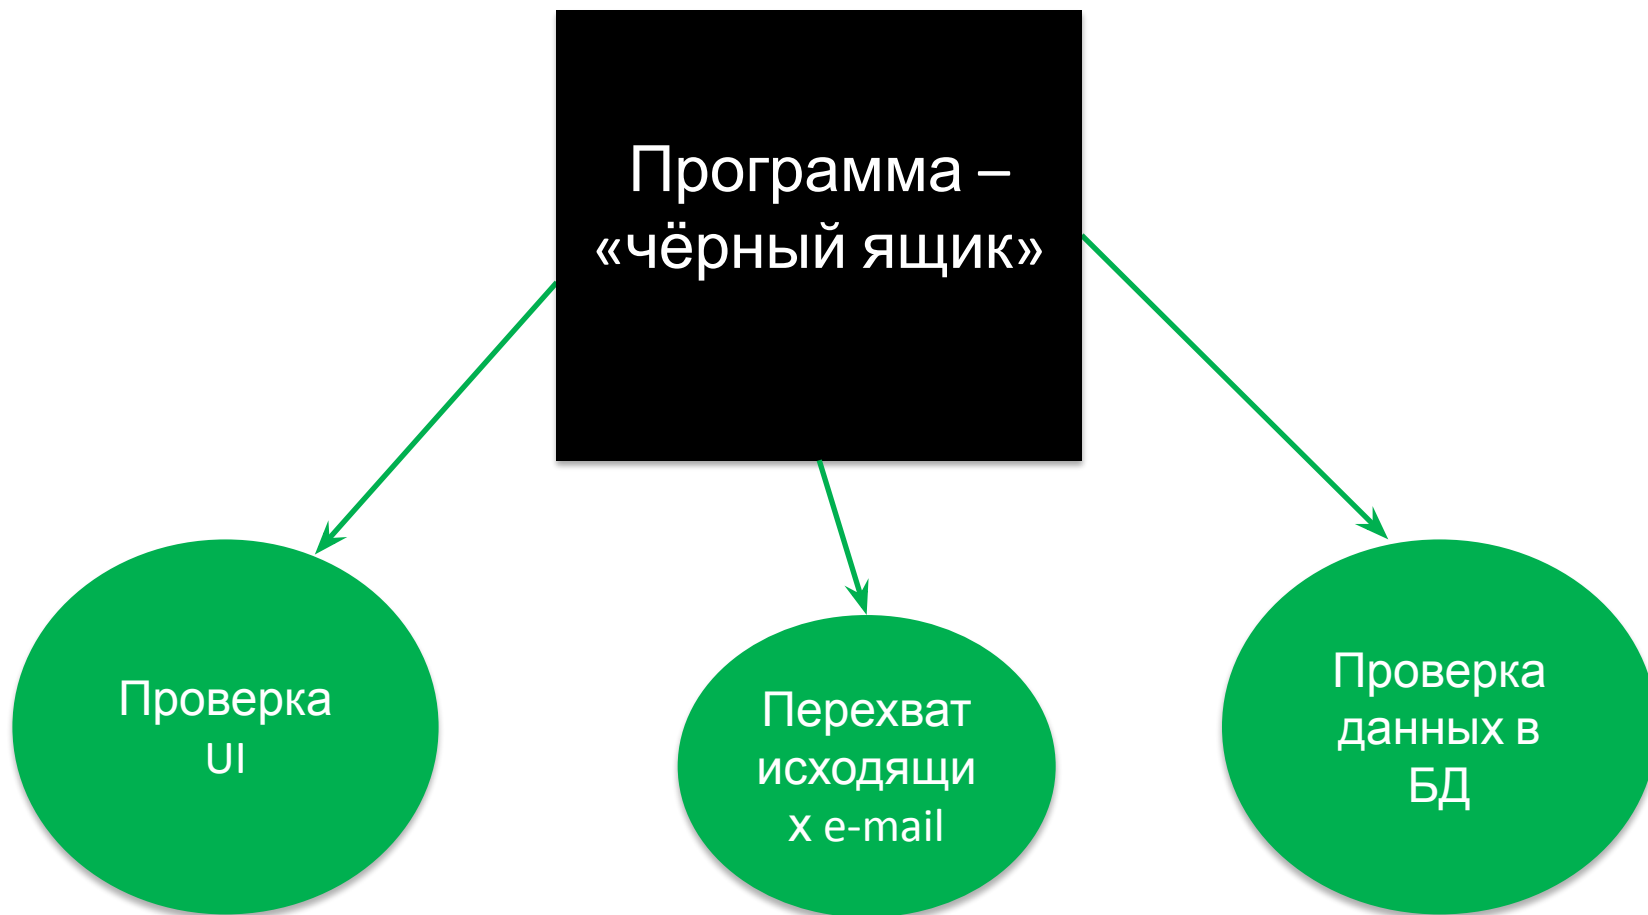 Программа –
«чёрный ящик»
Проверка
UI
Перехват
исходящи
х e-mail
Проверка
данных в
БД